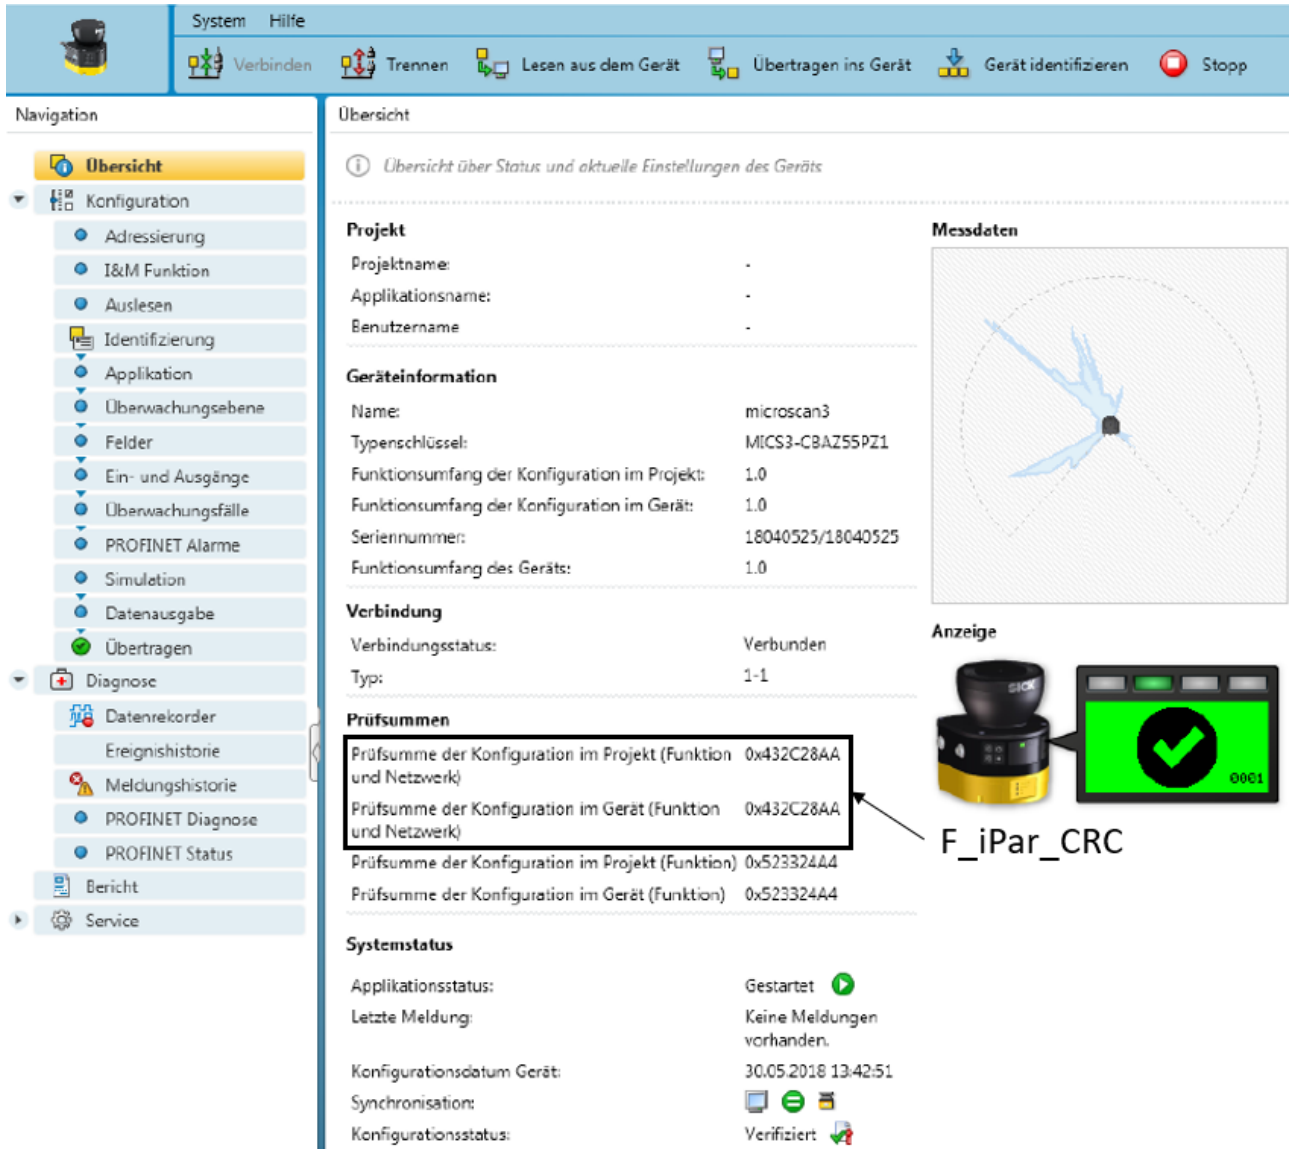 System Hilfe
Verbinden Trennen Lesen aus dem Gerät Übertragen ins Gerät Gerät identifizieren Stopp
Navigation
Übersicht
Konfiguration
Adressierung
I&M Funktion
Auslesen
Identifizierung
Applikation
Überwachungsebene
Felder
Ein- und Ausgänge
Überwachungsfälle
PROFINET Alarme
Simulation
Datenausgabe
Übertragen
Diagnose
Datenrekorder
Ereignishistorie
Meldungshistorie
PROFINET Diagnose
PROFINET Status
Bericht
Service
Übersicht
Übersicht über Status und aktuelle Einstellungen des Geräts
Projekt
Projektname: -
Applikationsname: -
Benutzername -
Geräteinformation
Name: microscan3
Typenschlüssel: MICS3-CBAZ55PZ1
Funktionsumfang der Konfiguration im Projekt: 1.0
Funktionsumfang der Konfiguration im Gerät: 1.0
Seriennummer: 18040525/18040525
Funktionsumfang des Geräts: 1.0
Verbindung
Verbindungsstatus: Verbunden
Typ: 1-1
Prüfsummen
Prüfsumme der Konfiguration im Projekt (Funktion 0x432C28AA
und Netzwerk)
Prüfsumme der Konfiguration im Gerät (Funktion 0x432C28AA
und Netzwerk)
Prüfsumme der Konfiguration im Projekt (Funktion) 0x523324A4
Prüfsumme der Konfiguration im Gerät (Funktion) 0x523324A4
Systemstatus
Applikationsstatus: Gestartet
Letzte Meldung: Keine Meldungen
vorhanden.
Konfigurationsdatum Gerät: 30.05.2018 13:42:51
Synchronisation:
Konfigurationsstatus: Verifiziert
Messdaten
Anzeige
SICK
0001
F_iPar_CRC